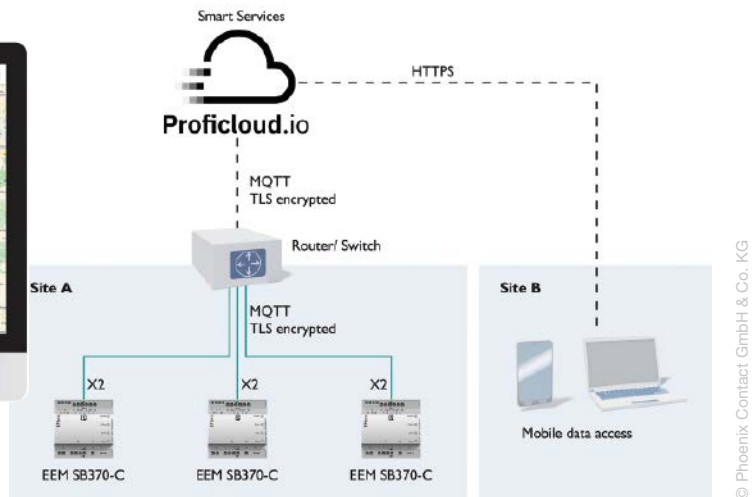 Smart Services
HTTPS
Proficloud.io
MQTT
TLS encrypted
Router/ Switch
Site A
Site B
MQTT
TLS encrypted
X2
X2
X2
Mobile data access
EEM SB370-C
EEM SB370-C
EEM SB370-C
© Phoenix Contact GmbH & Co. KG